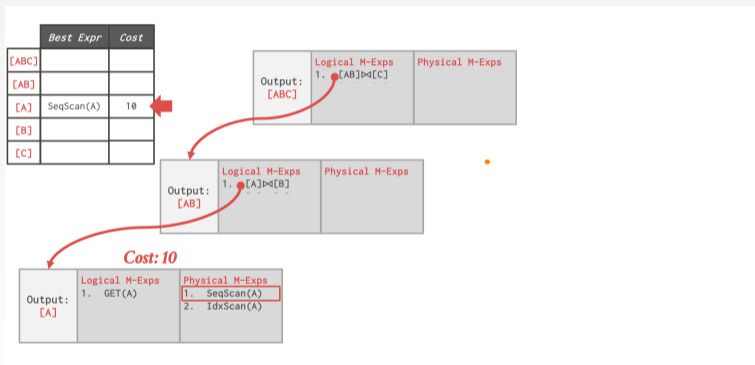 Best Expr Cost
[ABC]
[AB]
[A] SeqScan(A) 10
[B]
[C]
Output:
[ABC]
Logical M-Exps
1. [AB]⋈[C]
Physical M-Exps
Output:
[AB]
Logical M-Exps
1. [A]⋈[B]
Physical M-Exps
Cost: 10
Output:
[A]
Logical M-Exps
1. GET(A)
Physical M-Exps
1. SeqScan(A)
2. IdxScan(A)